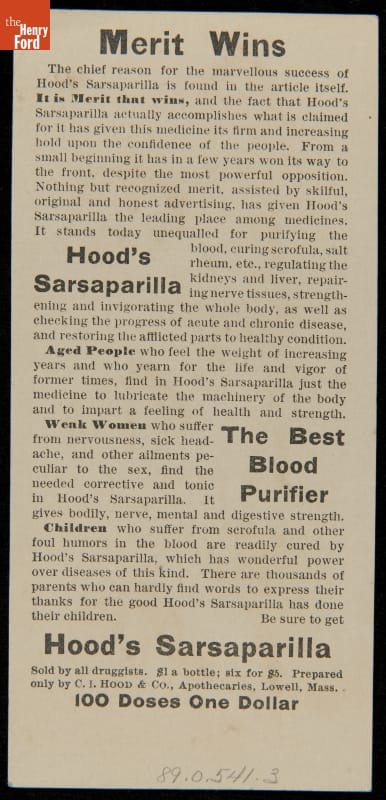 the
Henry
Ford
Merit Wins
The chief reason for the marvellous success of
Hood's Sarsaparilla is found in the article itself.
It is Merit that wins, and the fact that Hood's
Sarsaparilla actually accomplishes what is claimed
for it has given this medicine its firm and increasing
hold upon the confidence of the people. From a
small beginning it has in a few years won its way to
the front, despite the most powerful opposition.
Nothing but recognized merit, assisted by skilful,
original and honest advertising, has given Hood's
Sarsaparilla the leading place among medicines.
It stands today unequalled for purifying the
Hood's
Sarsaparilla
blood, curing scrofula, salt
rheum, etc., regulating the
kidneys and liver, repair-
ing nerve tissues, strength-
ening and invigorating the whole body, as well as
checking the progress of acute and chronic disease,
and restoring the afflicted parts to healthy condition.
Aged People who feel the weight of increasing
years and who yearn for the life and vigor of
former times, find in Hood's Sarsaparilla just the
medicine to lubricate the machinery of the body
and to impart a feeling of health and strength.
Weak Women who suffer
from nervousness, sick head-
ache, and other ailments pe-
culiar to the sex, find the
needed corrective and tonic
in Hood's Sarsaparilla. It
The Best
Blood
Purifier
gives bodily, nerve, mental and digestive strength.
Children who suffer from scrofula and other
foul humors in the blood are readily cured by
Hood's Sarsaparilla, which has wonderful power
over diseases of this kind. There are thousands of
parents who can hardly find words to express their
thanks for the good Hood's Sarsaparilla has done
their children. Be sure to get
Hood's Sarsaparilla
Sold by all druggists. $1 a bottle; six for $5. Prepared
only by C. I. HOOD & CO., Apothecaries, Lowell, Mass.
100 Doses One Dollar
89.0.541.3